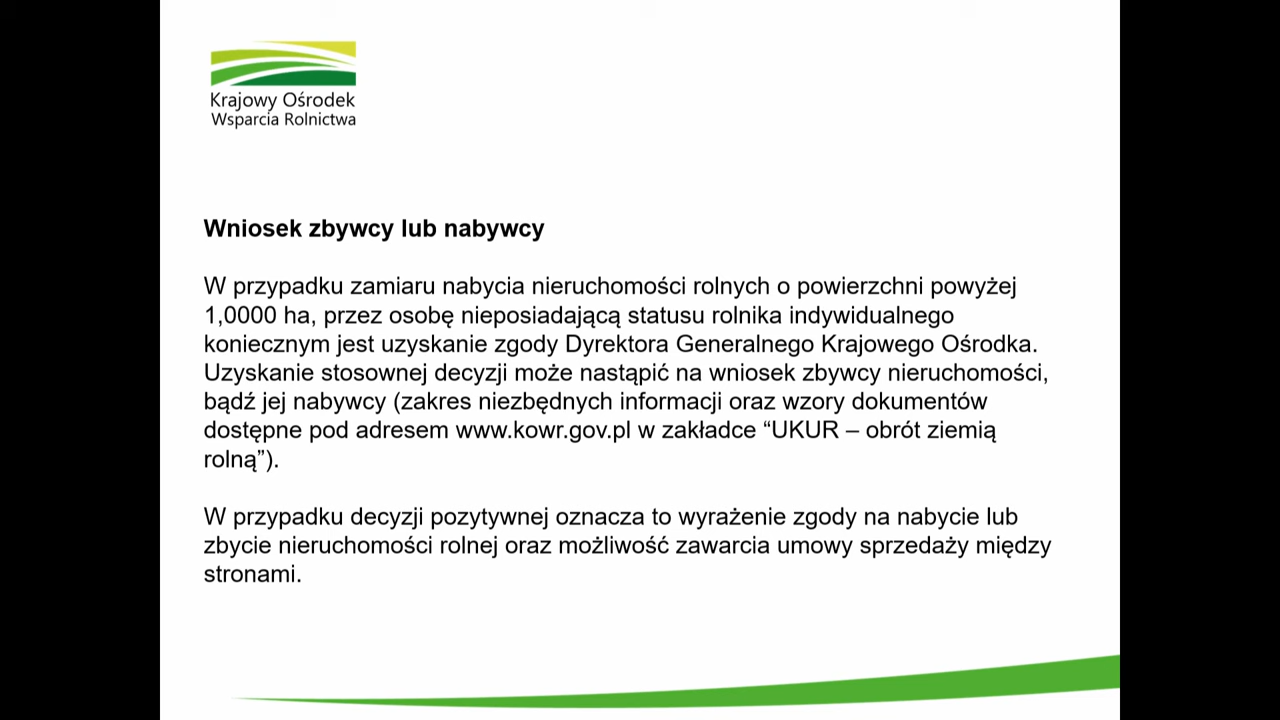 Krajowy Ośrodek
Wsparcia Rolnictwa
Wniosek zbywcy lub nabywcy
W przypadku zamiaru nabycia nieruchomości rolnych o powierzchni powyżej
1,0000 ha, przez osobę nieposiadającą statusu rolnika indywidualnego
koniecznym jest uzyskanie zgody Dyrektora Generalnego Krajowego Ośrodka.
Uzyskanie stosownej decyzji może nastąpić na wniosek zbywcy nieruchomości,
bądź jej nabywcy (zakres niezbędnych informacji oraz wzory dokumentów
dostępne pod adresem www.kowr.gov.pl w zakładce “UKUR – obrót ziemią
rolną”).
W przypadku decyzji pozytywnej oznacza to wyrażenie zgody na nabycie lub
zbycie nieruchomości rolnej oraz możliwość zawarcia umowy sprzedaży między
stronami.